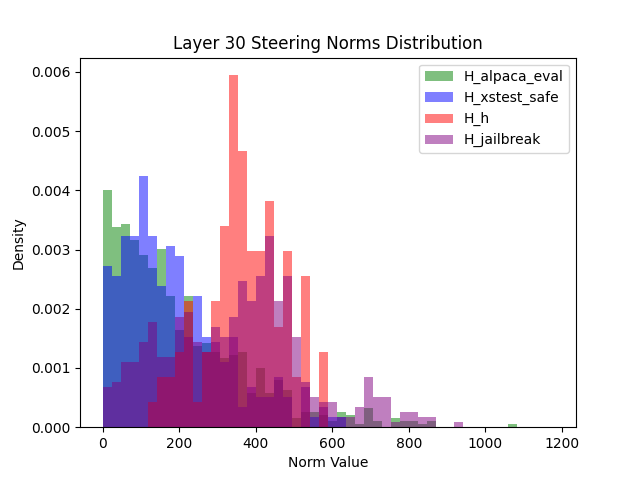 Layer 30 Steering Norms Distribution
H_alpaca_eval
H_xstest_safe
H_h
H_jailbreak
0.006
0.005
0.004
0.003
0.002
0.001
0.000
Density
0 200 400 600 800 1000 1200
Norm Value